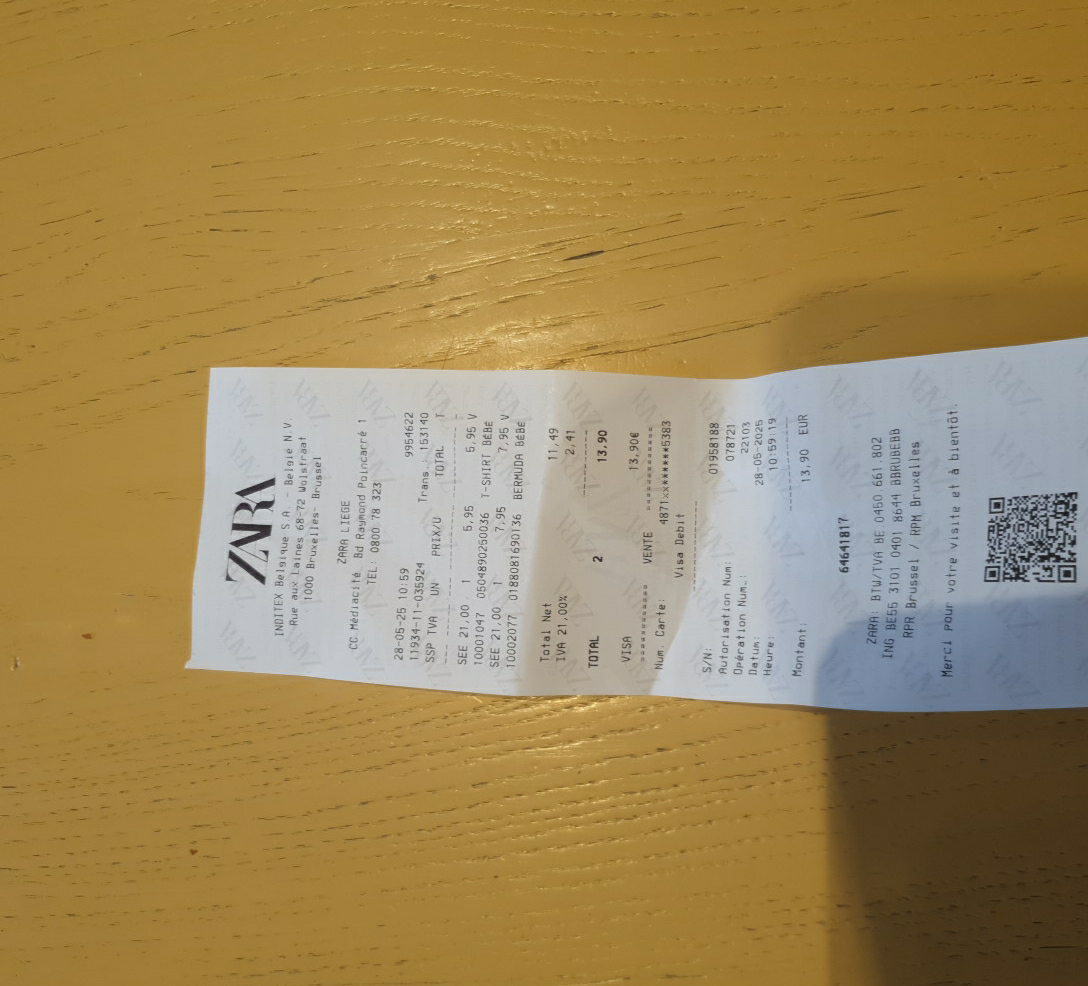 ZARA
INDITEX Belgique S.A. - België N.V.
Rue aux Laines 68-72 Wolstraat
1000 Bruxelles- Brussel
ZARA LIEGE
CC Médiacité Bd Raymond Poincarré 1
TEL: 0800 78 323
28-05-25 10:59 9954622
11934-11-035924 Trans : 153140
SSP TVA UN PRIX/U TOTAL T
SEE 21,00 1 5,95 5,95 V
10001047 0504890250036 T-SHIRT BéBé
SEE 21,00 1 7,95 7,95 V
10002077 0188081690136 BERMUDA BéBé
Total Net 11,49
IVA 21,00% 2,41
TOTAL 2 13,90
VISA 13,90€
********** VENTE **********
Num. Carte: 4871xx******5383
Visa Debit
S/N: 01958188
Autorisation Num: 078721
Opération Num.: 22103
Datum: 28-05-2025
Heure: 10:59:19
Montant: 13,90 EUR
64641817
ZARA: BTW/TVA BE 0450 661 802
ING BE55 3101 0401 8644 BBRUBEBB
RPR Brussel / RPM Bruxelles
Merci pour votre visite et à bientôt.